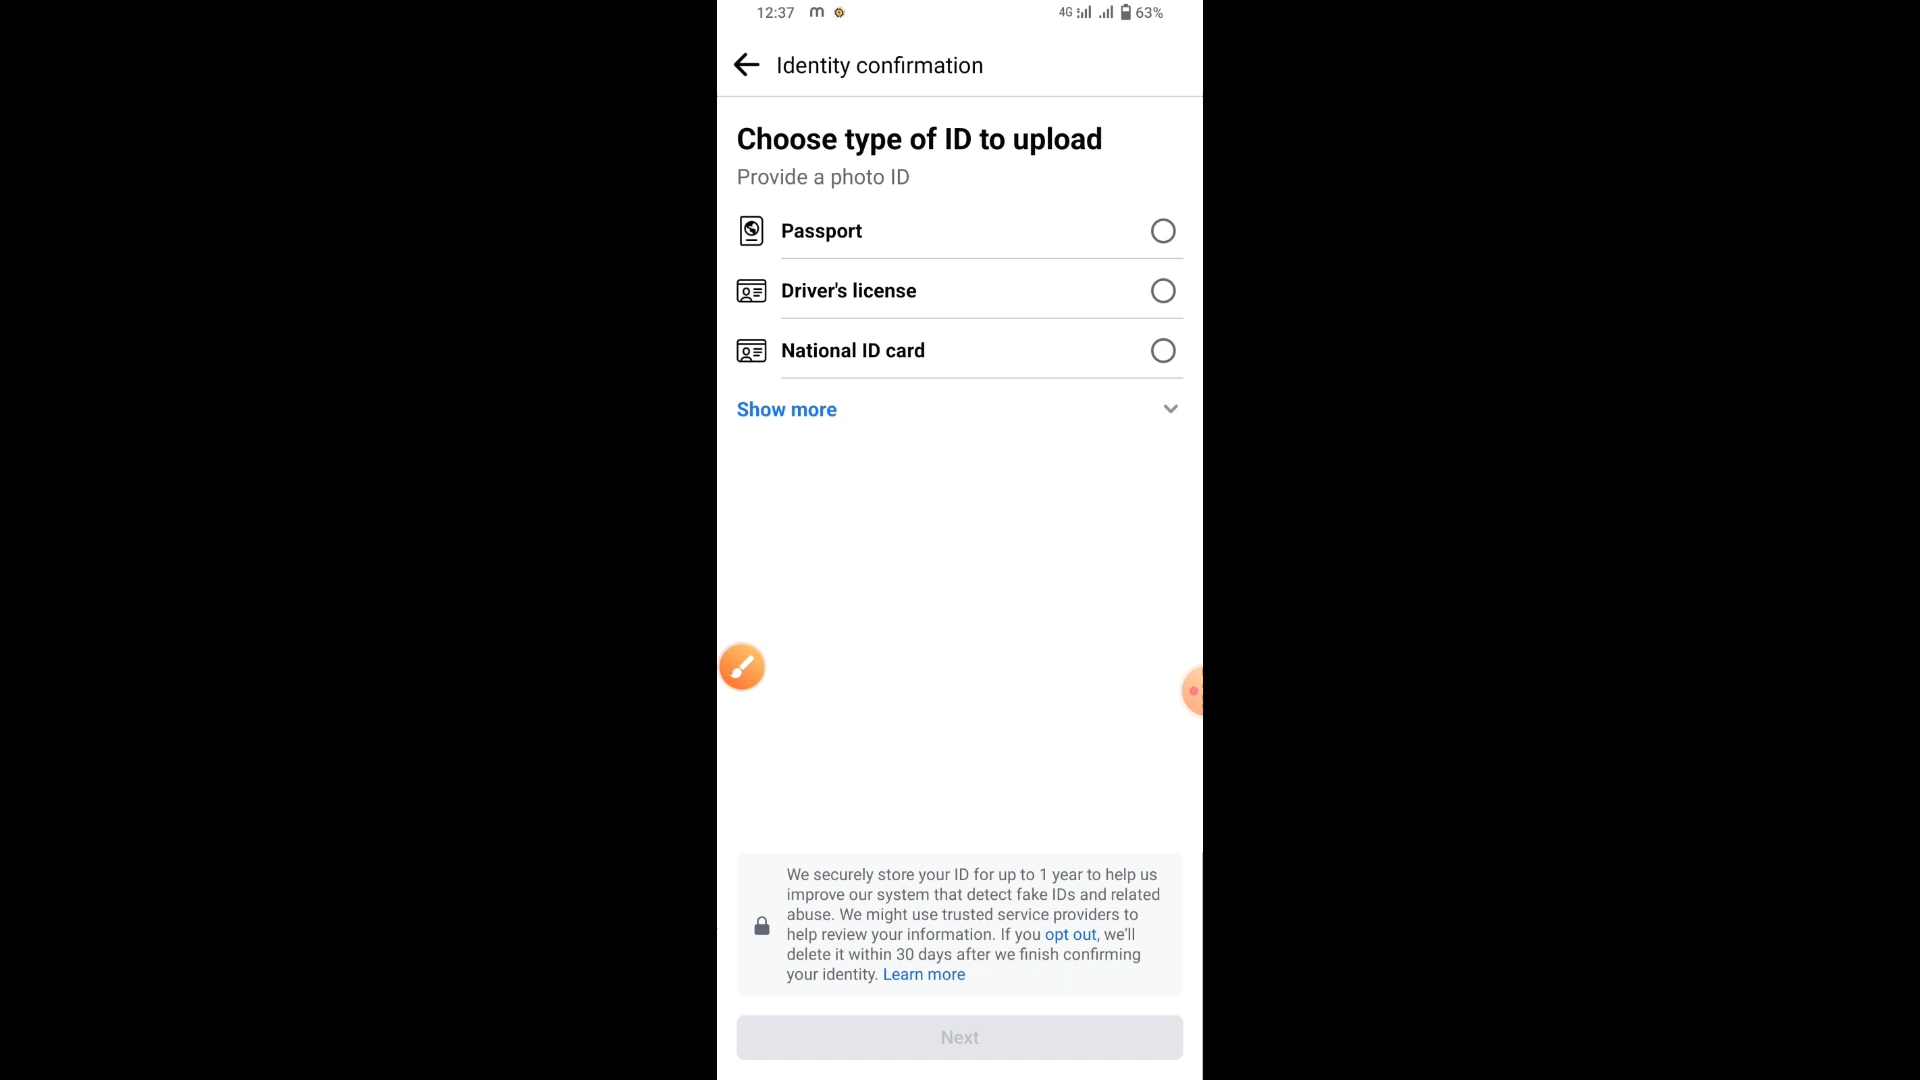 12:37 m 4G 63%
Identity confirmation
Choose type of ID to upload
Provide a photo ID
Passport
Driver's license
National ID card
Show more
We securely store your ID for up to 1 year to help us
improve our system that detect fake IDs and related
abuse. We might use trusted service providers to
help review your information. If you opt out, we'll
delete it within 30 days after we finish confirming
your identity. Learn more
Next